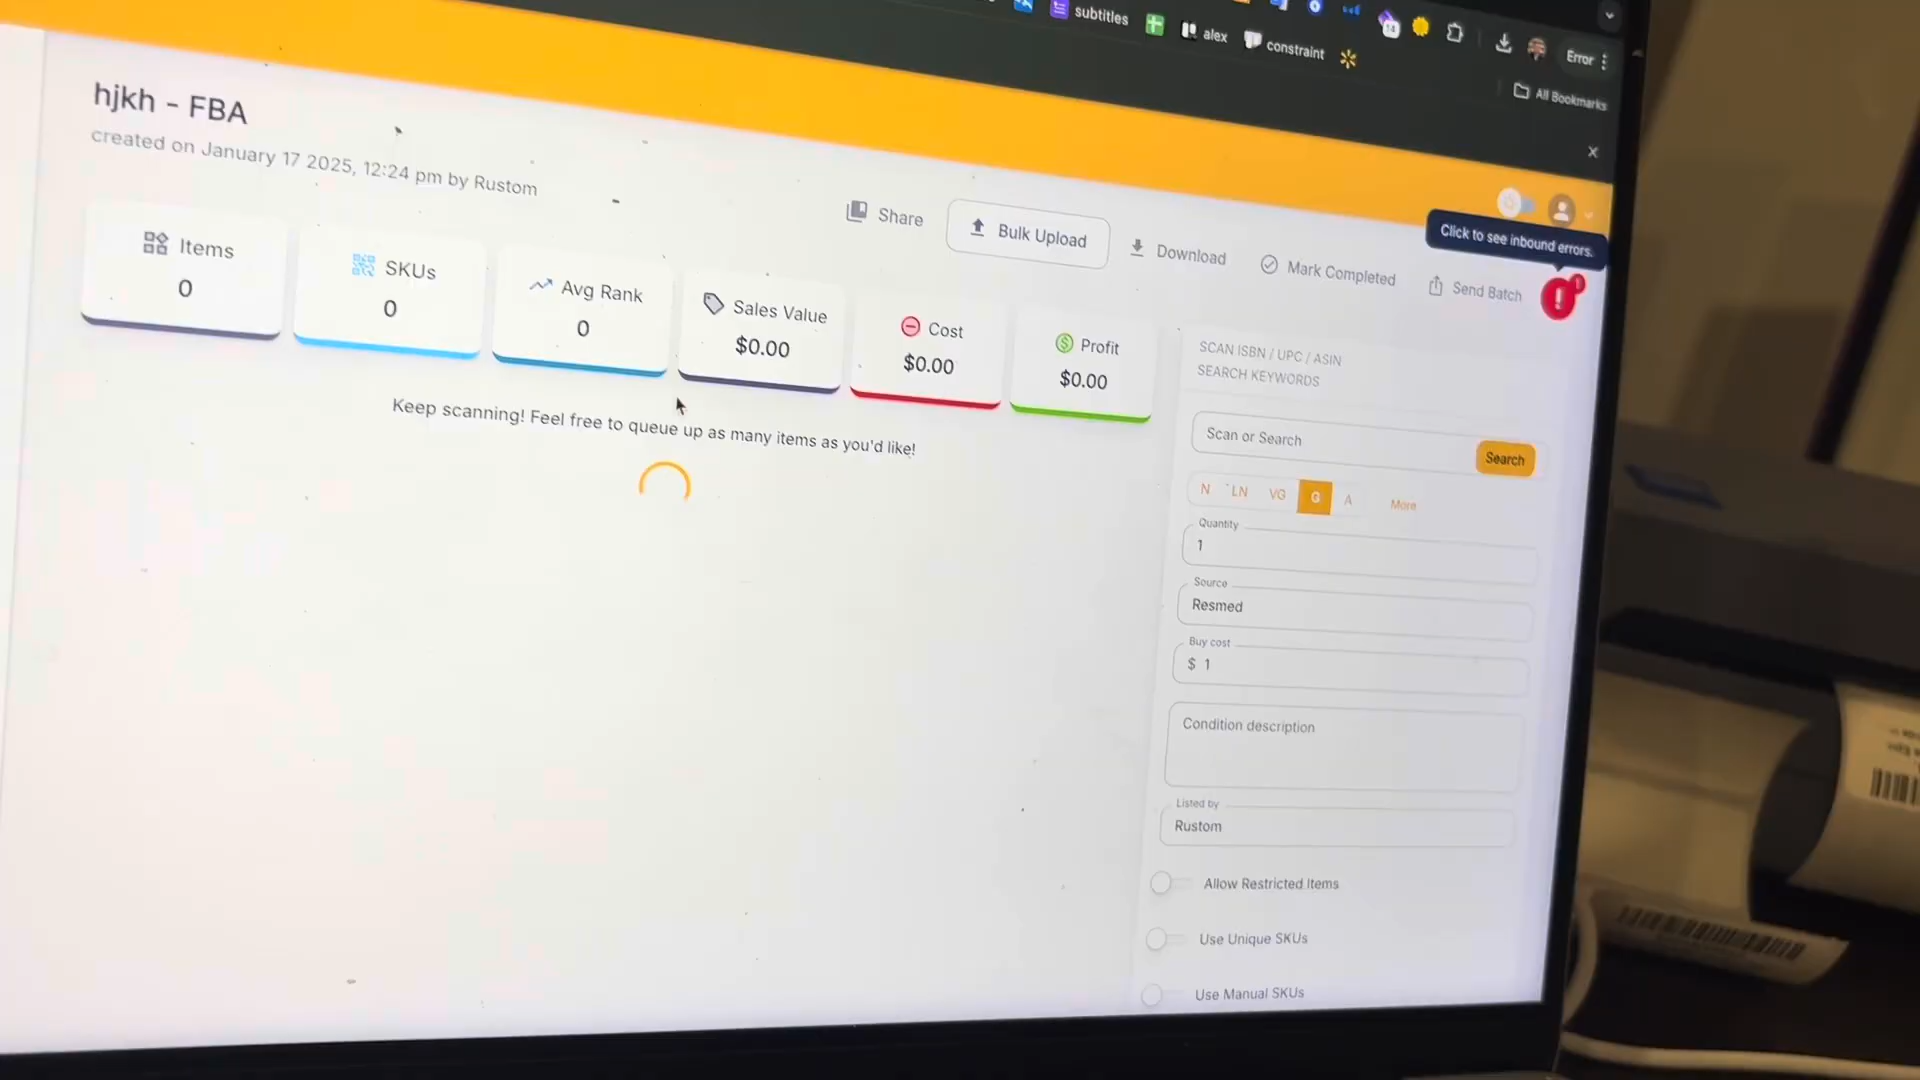 subtitles
alex
constraint
14
Error
All Bookmarks
hjkh - FBA
created on January 17 2025, 12:24 pm by Rustom
Share
Bulk Upload
Download
Mark Completed
Send Batch
Click to see inbound errors.
1
Items
0
SKUs
0
Avg Rank
0
Sales Value
$0.00
Cost
$0.00
Profit
$0.00
Keep scanning! Feel free to queue up as many items as you'd like!
SCAN ISBN / UPC / ASIN
SEARCH KEYWORDS
Scan or Search
Search
N LN VG G A More
Quantity
1
Source
Resmed
Buy cost
$ 1
Condition description
Listed by
Rustom
Allow Restricted Items
Use Unique SKUs
Use Manual SKUs